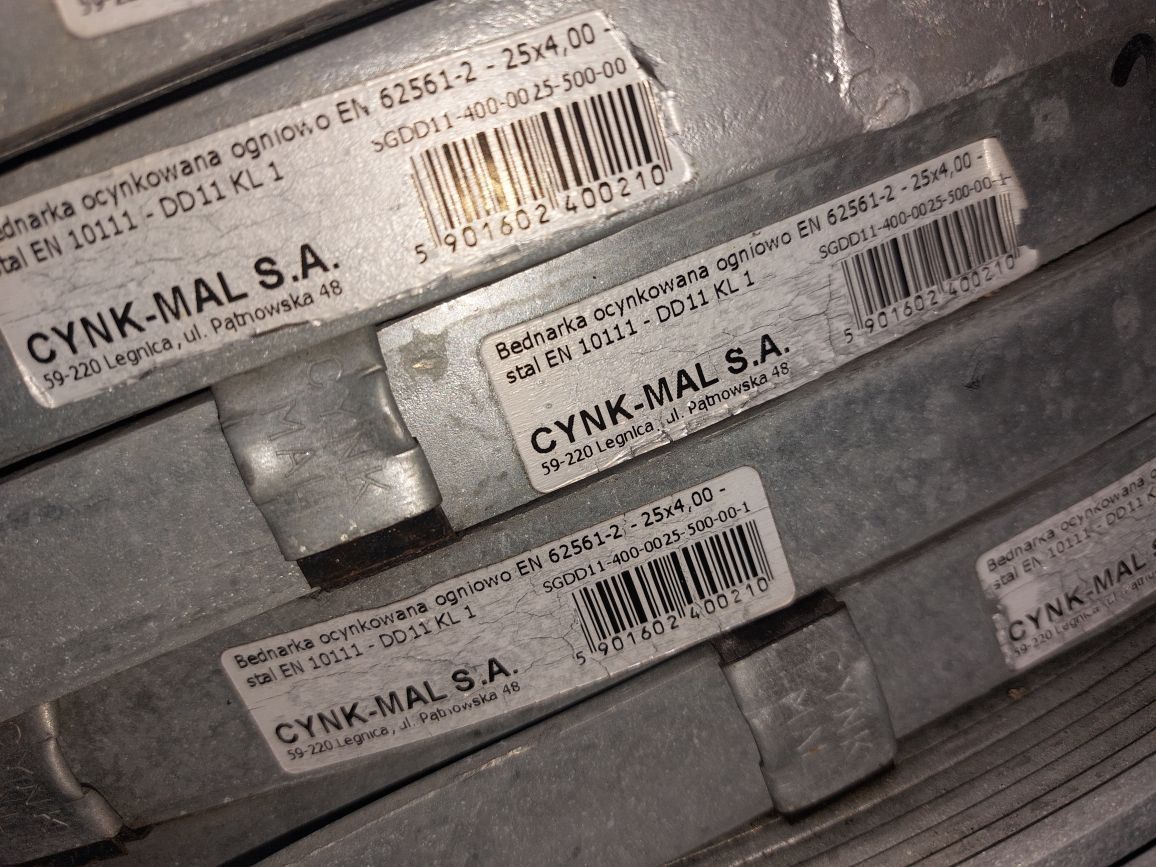 59-2
Bednarka ocynkowana ogniowo EN 62561-2 - 25x4,00 -
stal EN 10111 - DD11 KL 1
SGDD11-400-0025-500-00
5 901602 400210
CYNK-MAL S.A.
59-220 Legnica, ul. Pątnowska 48
Bednarka ocynkowana ogniowo EN 62561-2 - 25x4,00 -
stal EN 10111 - DD11 KL 1
SGDD11-400-0025-500-00-1-
5 901602 400210
CYNK-MAL S.A.
59-220 Legnica, ul. Pątnowska 48
CYNK
MAL
Bednarka ocynkowana ogniowo EN 62561-2 - 25x4,00 -
stal EN 10111 - DD11 KL 1
SGDD11-400-0025-500-00-1
5 901602 400210
CYNK-MAL S.A.
59-220 Legnica, ul. Pątnowska 48
Bednarka ocynkowana o
stal EN 10111 - DD11 K
CYNK-MAL S
59-220 Legnica, ul. Pątnow
CYNK